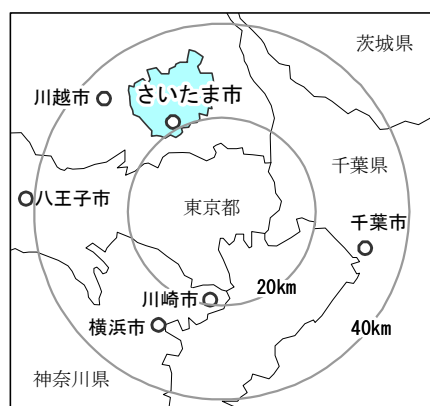 茨城県
川越市
さいたま市
千葉県
八王子市
東京都
千葉市
20km
川崎市
横浜市
40km
神奈川県